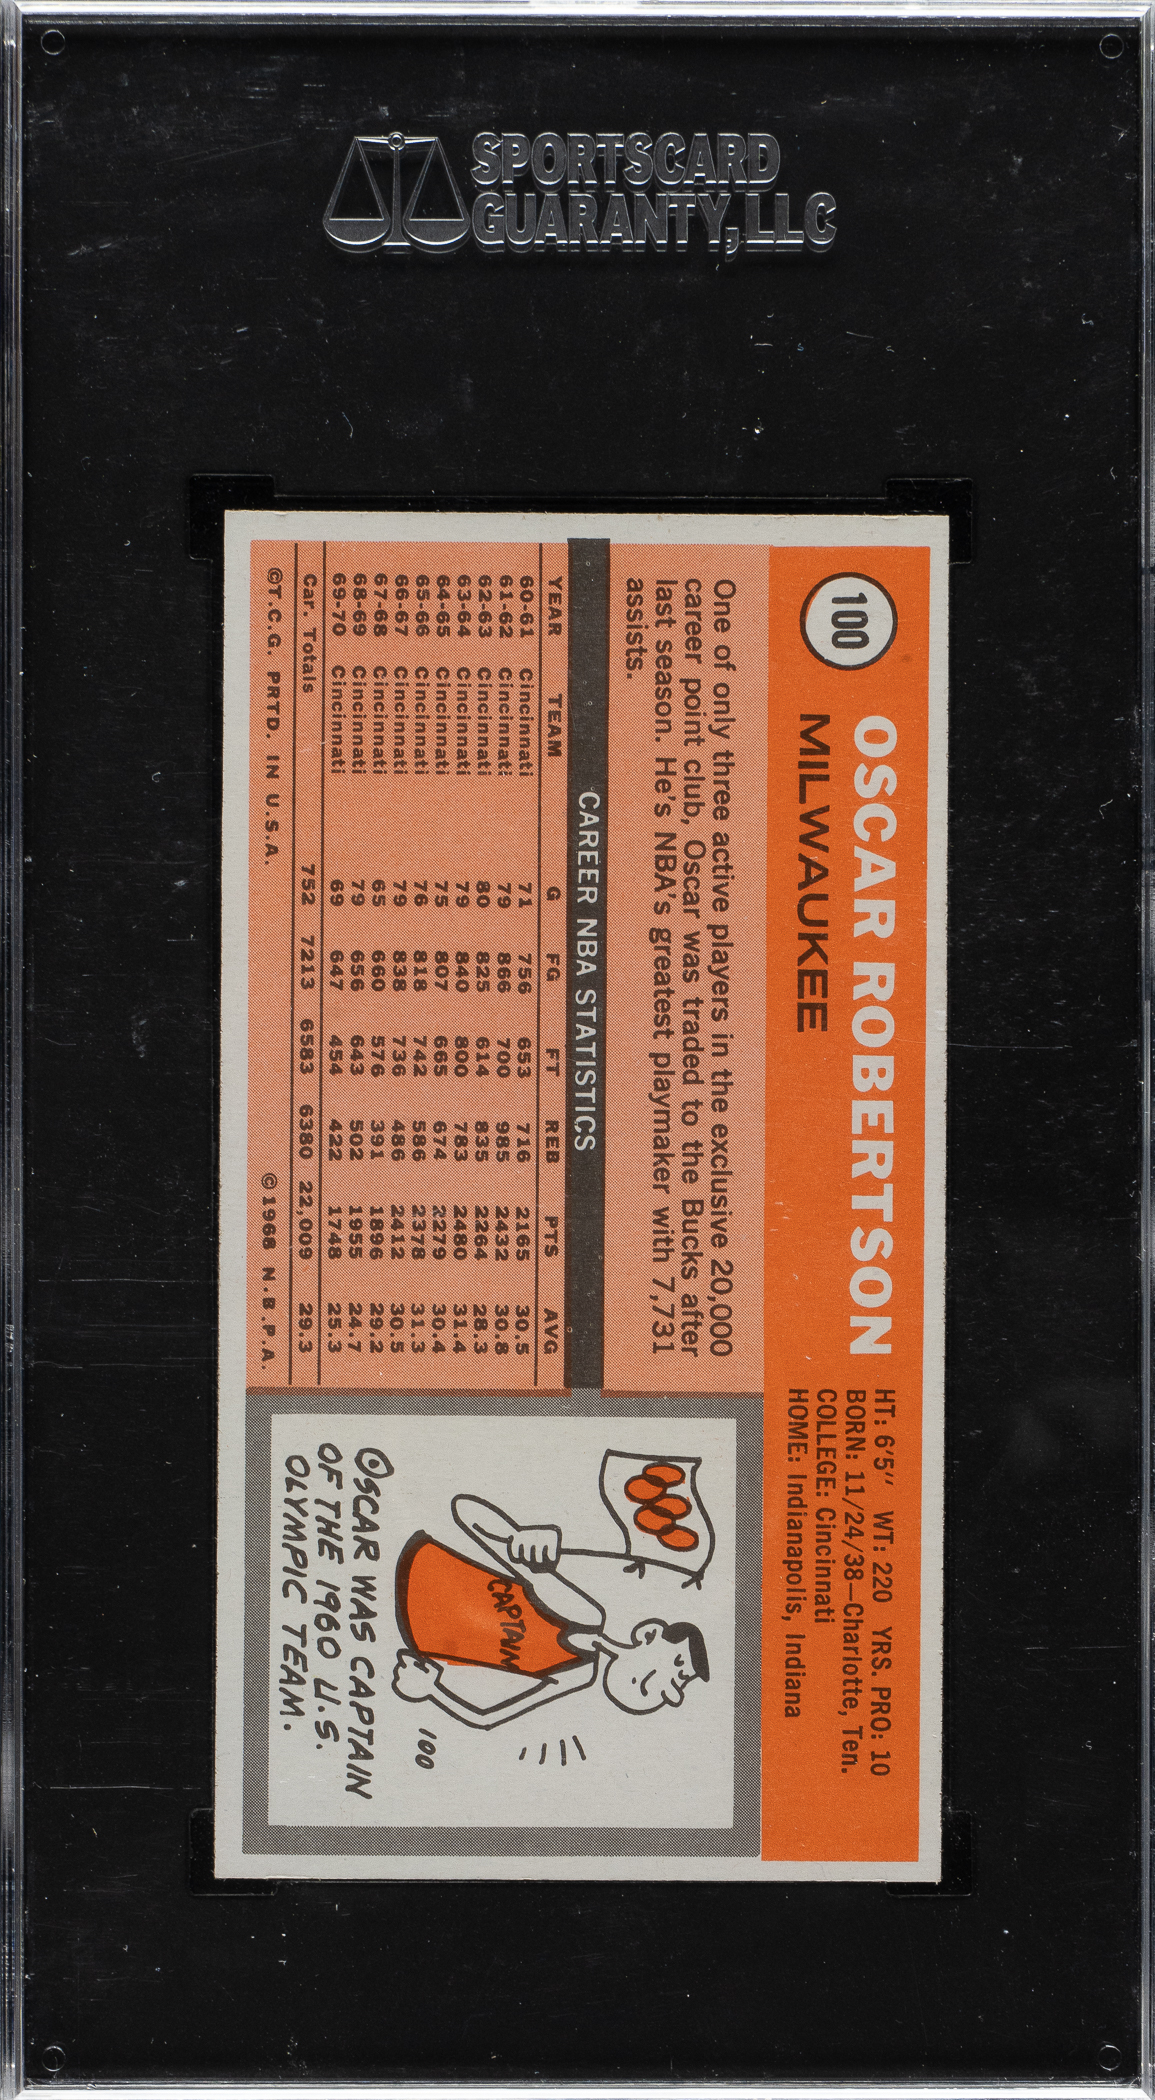 SPORTSCARD
GUARANTY, LLC
100
OSCAR ROBERTSON
MILWAUKEE
HT: 6'5" WT: 220 YRS. PRO: 10
BORN: 11/24/38—Charlotte, Ten.
COLLEGE: Cincinnati
HOME: Indianapolis, Indiana
One of only three active players in the exclusive 20,000
career point club, Oscar was traded to the Bucks after
last season. He's NBA's greatest playmaker with 7,731
assists.
CAREER NBA STATISTICS
YEAR TEAM G FG FT REB PTS AVG
60-61 Cincinnati 71 756 653 716 2165 30.5
61-62 Cincinnati 79 866 700 985 2432 30.8
62-63 Cincinnati 80 825 614 835 2264 28.3
63-64 Cincinnati 79 840 800 783 2480 31.4
64-65 Cincinnati 75 807 665 674 2279 30.4
65-66 Cincinnati 76 818 742 586 2378 31.3
66-67 Cincinnati 79 838 736 486 2412 30.5
67-68 Cincinnati 65 660 576 391 1896 29.2
68-69 Cincinnati 79 656 643 502 1955 24.7
69-70 Cincinnati 69 647 454 422 1748 25.3
Car. Totals 752 7213 6583 6380 22,009 29.3
©T.C.G. PRTD. IN U.S.A. ©1968 N.B.P.A.
CAPTAIN
100
OSCAR WAS CAPTAIN
OF THE 1960 U.S.
OLYMPIC TEAM.